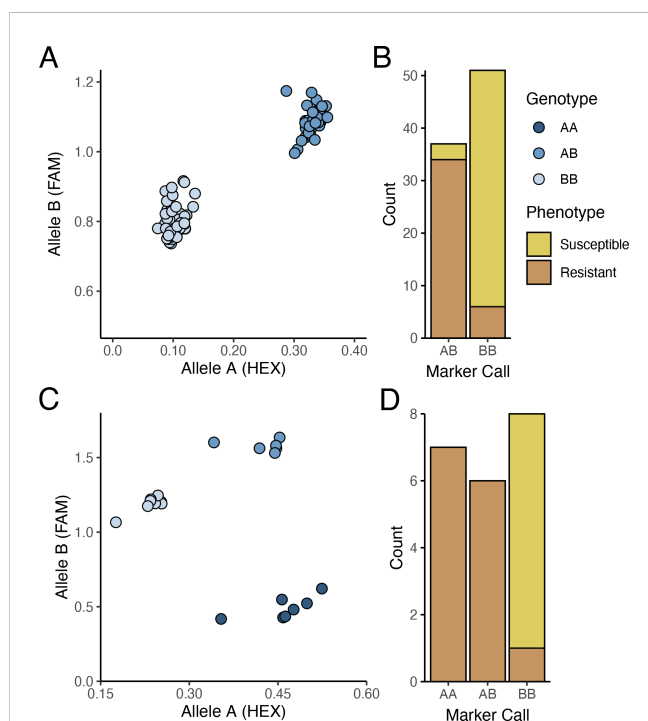 A
Allele B (FAM)
1.2
1.0
0.8
0.6
0.0
0.10
0.20
0.30
0.40
Allele A (HEX)
B
Count
50
40
30
20
10
0
AB
BB
Marker Call
Genotype
AA
AB
BB
Phenotype
Susceptible
Resistant
C
Allele B (FAM)
1.5
1.0
0.5
0.0
0.15
0.30
0.45
0.60
Allele A (HEX)
D
Count
8
6
4
2
0
AA
AB
BB
Marker Call